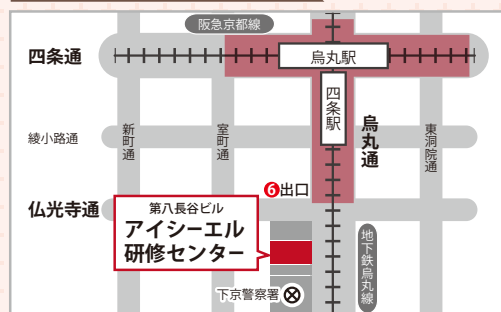 阪急京都線
四条通
烏丸駅
四条駅
烏丸通
綾小路通
新町通
室町通
東洞院通
❻出口
仏光寺通
第八長谷ビル
アイシーエル
研修センター
地下鉄烏丸線
下京警察署